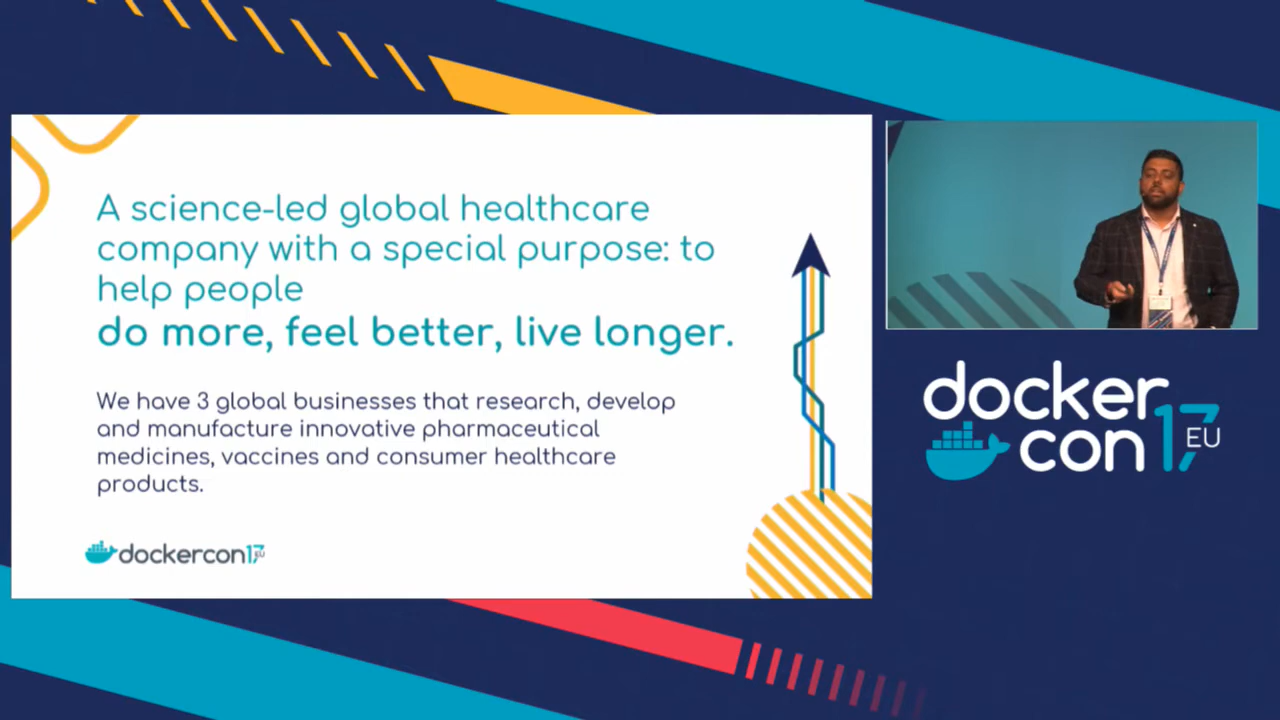 A science-led global healthcare
company with a special purpose: to
help people
do more, feel better, live longer.
We have 3 global businesses that research, develop
and manufacture innovative pharmaceutical
medicines, vaccines and consumer healthcare
products.
dockercon17 EU
docker
con 17 EU